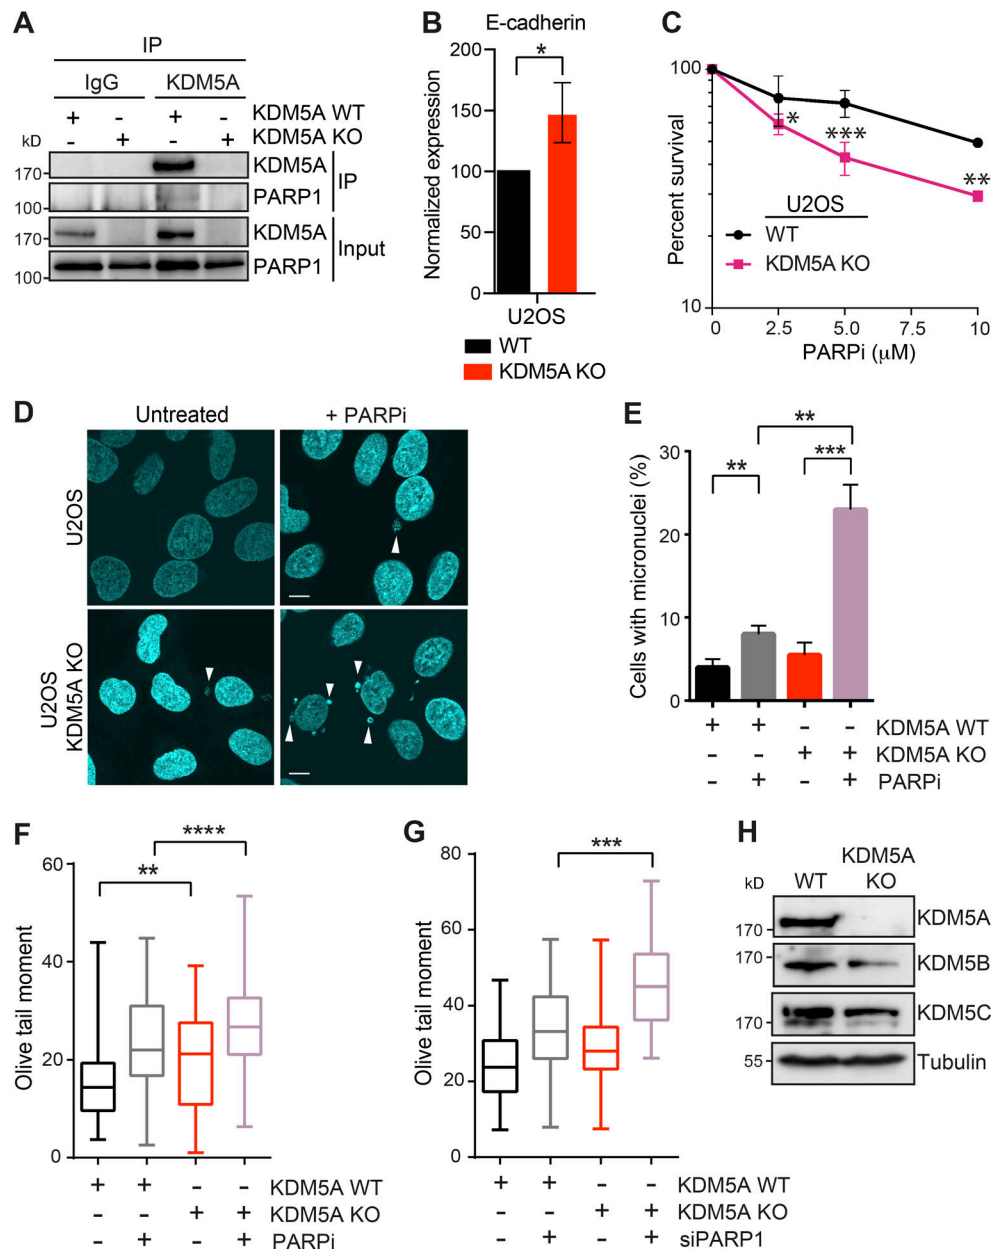 A
IP
IgG KDM5A
+ - + - KDM5A WT
- + - + KDM5A KO
kD
170 KDM5A
100 PARP1
IP
170 KDM5A
100 PARP1
Input
B
E-cadherin
*
Normalized expression
200
150
100
50
0
U2OS
WT
KDM5A KO
C
Percent survival
100
10
*
***
**
U2OS
WT
KDM5A KO
0 2.5 5.0 7.5 10
PARPi (μM)
D
Untreated + PARPi
U2OS
U2OS
KDM5A KO
E
Cells with micronuclei (%)
30
20
10
0
**
**
***
+ + - - KDM5A WT
- - + + KDM5A KO
- + - + PARPi
F
Olive tail moment
60
40
20
0
**
****
+ + - - KDM5A WT
- - + + KDM5A KO
- + - + PARPi
G
Olive tail moment
80
60
40
20
0
***
+ + - - KDM5A WT
- - + + KDM5A KO
- + - + siPARP1
H
kD WT KDM5A
KO
170 KDM5A
170 KDM5B
170 KDM5C
55 Tubulin